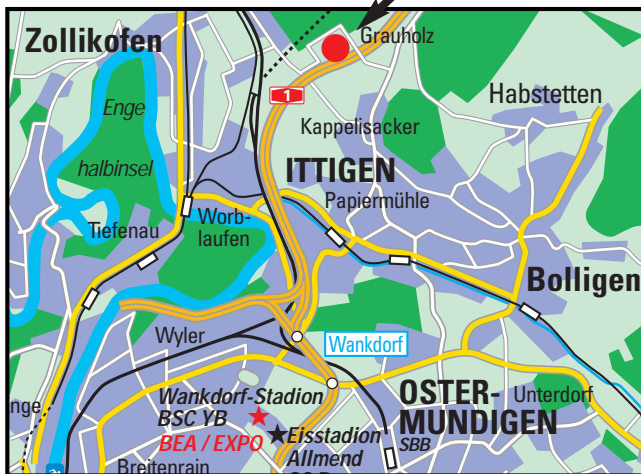 Grauholz
Zollikofen
1
Habstetten
Enge
halbinsel
Kappelisacker
ITTIGEN
Papiermühle
Tiefenau
Worb-
laufen
Bolligen
Wyler
Wankdorf
Wankdorf-Stadion
BSC YB
BEA / EXPO
OSTER-
MUNDIGEN
Unterdorf
Eisstadion
Allmend
SBB
Breitenrain